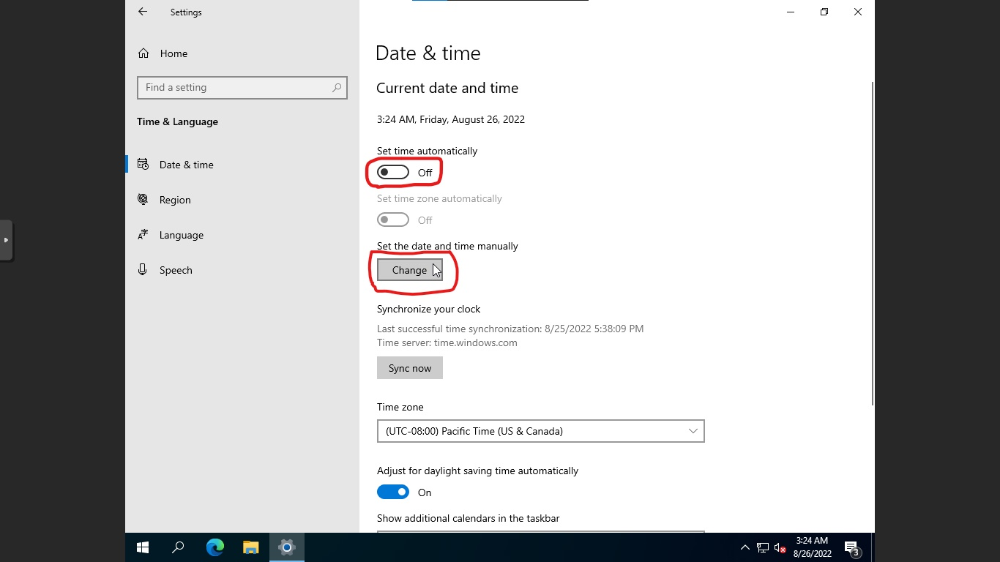 Settings
Home
Find a setting
Time & Language
Date & time
Region
Language
Speech
Date & time
Current date and time
3:24 AM, Friday, August 26, 2022
Set time automatically
Off
Set time zone automatically
Off
Set the date and time manually
Change
Synchronize your clock
Last successful time synchronization: 8/25/2022 5:38:09 PM
Time server: time.windows.com
Sync now
Time zone
(UTC-08:00) Pacific Time (US & Canada)
Adjust for daylight saving time automatically
On
Show additional calendars in the taskbar
3:24 AM
8/26/2022
3